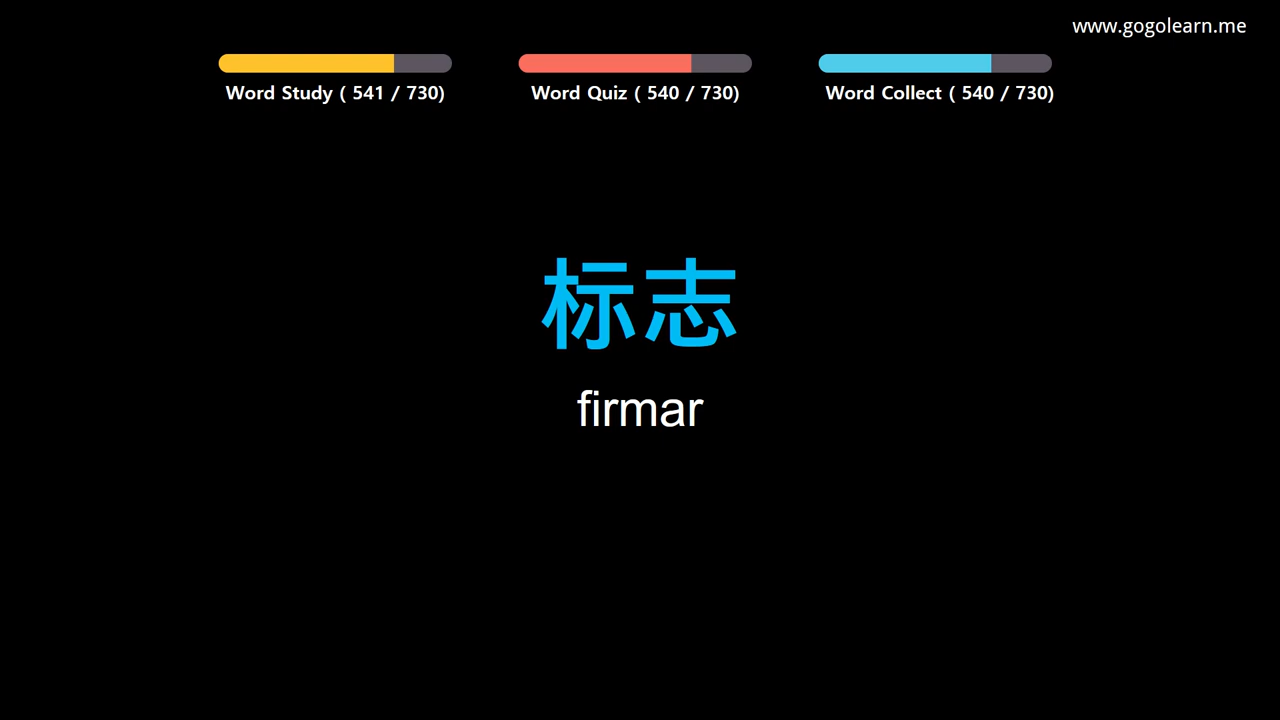 www.gogolearn.me
Word Study ( 541 / 730)
Word Quiz ( 540 / 730)
Word Collect ( 540 / 730)
标志
firmar